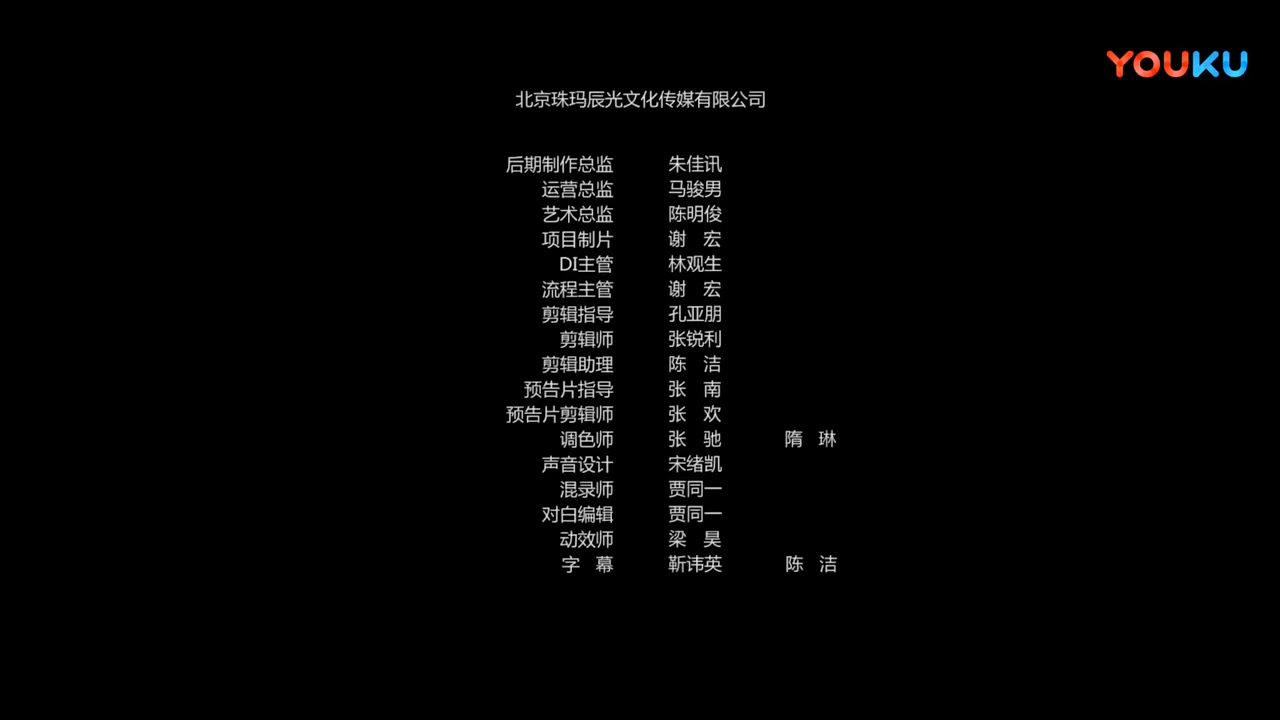 YOUKU
北京珠玛辰光文化传媒有限公司
后期制作总监 朱佳讯
运营总监 马骏男
艺术总监 陈明俊
项目制片 谢 宏
DI主管 林观生
流程主管 谢 宏
剪辑指导 孔亚朋
剪辑师 张锐利
剪辑助理 陈 洁
预告片指导 张 南
预告片剪辑师 张 欢
调色师 张 驰 隋 琳
声音设计 宋绪凯
混录师 贾同一
对白编辑 贾同一
动效师 梁 昊
字 幕 靳讳英 陈 洁